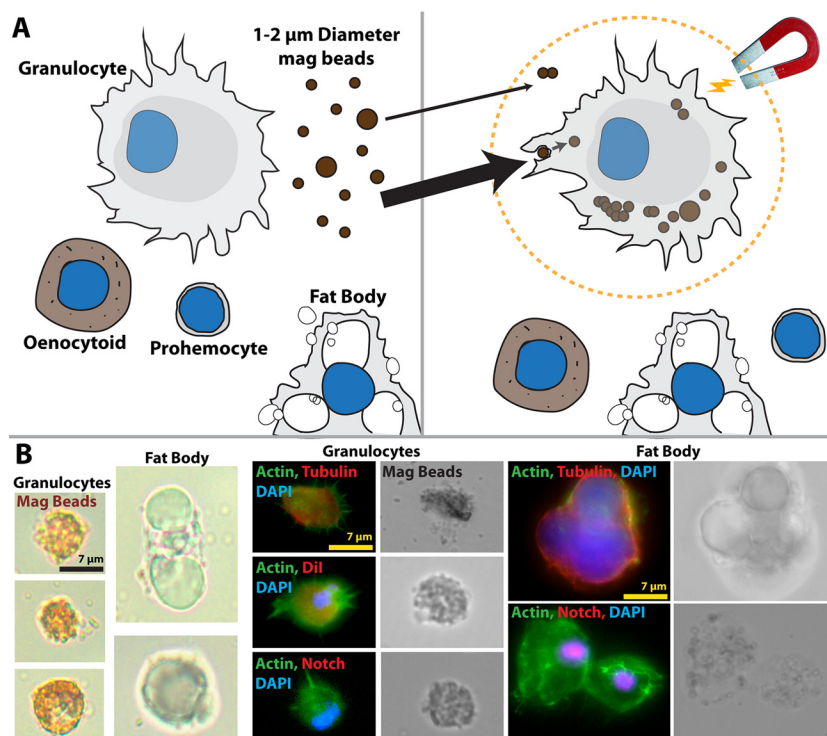 A
1-2 µm Diameter
mag beads
Granulocyte
Oenocytoid
Prohemocyte
Fat Body
B
Granulocytes
Mag Beads
7 µm
Fat Body
Granulocytes
Actin, Tubulin
DAPI
7 µm
Mag Beads
Actin, DiI
DAPI
Actin, Notch
DAPI
Fat Body
Actin, Tubulin, DAPI
7 µm
Actin, Notch, DAPI